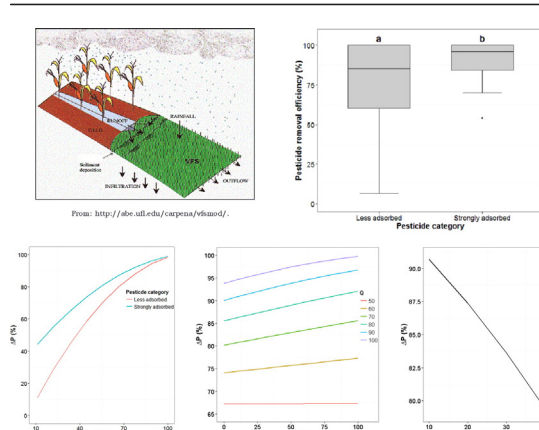 RAINFALL
RUNOFF
FIELD
VFS
Sediment
deposition
OUTFLOW
INFILTRATION
From: http://abe.ufl.edu/carpena/vfsmod/.
Pesticide removal efficiency (%)
100
75
50
25
0
a
b
Less adsorbed
Strongly adsorbed
Pesticide category
ΔP (%)
100
80
60
40
20
0
Pesticide category
Less adsorbed
Strongly adsorbed
10
40
70
100
ΔP (%)
100
95
90
85
80
75
70
65
Q
50
60
70
80
90
100
0
25
50
75
100
ΔP (%)
90.0
85.0
80.0
10
20
30